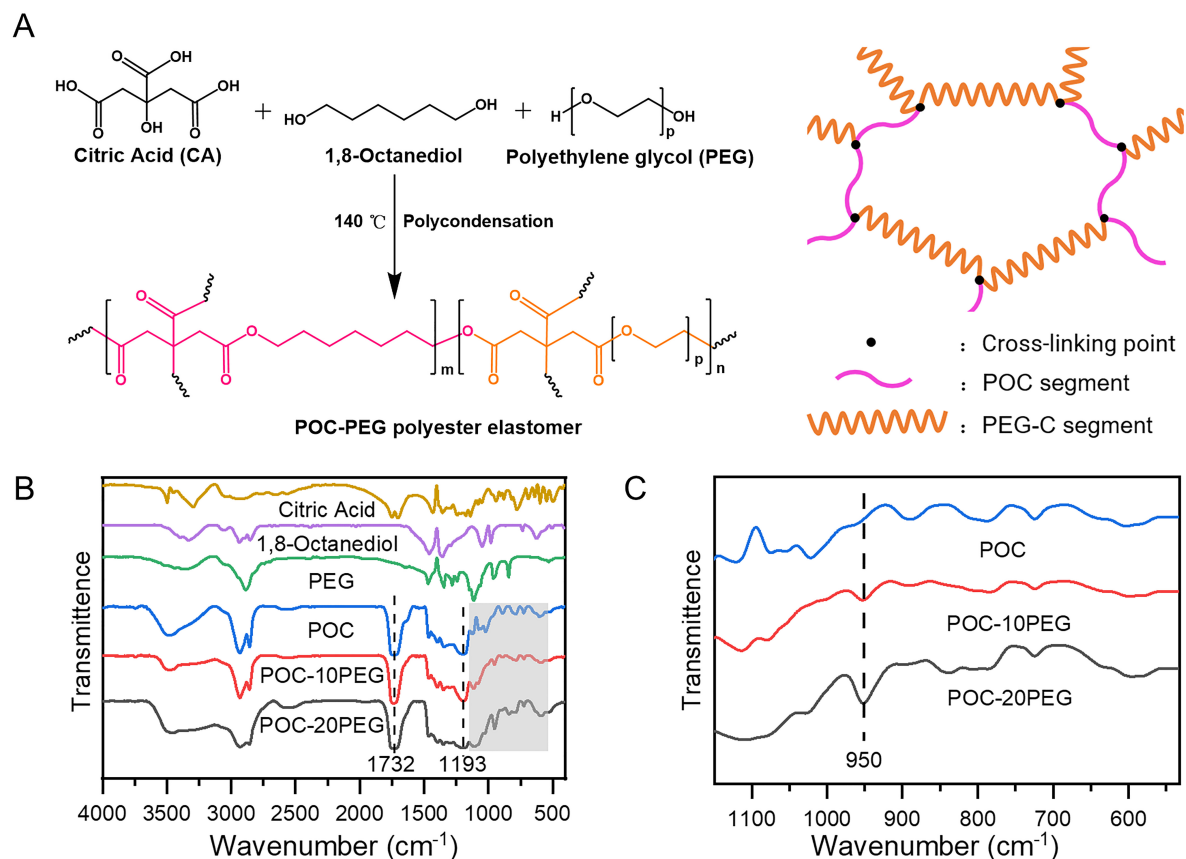 A
O
OH
HO
O
OH
O
OH
O
Citric Acid (CA)
+
HO
OH
1,8-Octanediol
+
H
O
OH
p
Polyethylene glycol (PEG)
140 ℃ Polycondensation
O
O
O
O
m
O
O
O
O
O
p
n
POC-PEG polyester elastomer
: Cross-linking point
: POC segment
: PEG-C segment
B
Transmittence
Citric Acid
1,8-Octanediol
PEG
POC
POC-10PEG
POC-20PEG
1732 1193
4000 3500 3000 2500 2000 1500 1000 500
Wavenumber (cm-1)
C
Transmittence
POC
POC-10PEG
POC-20PEG
950
1100 1000 900 800 700 600
Wavenumber (cm-1)